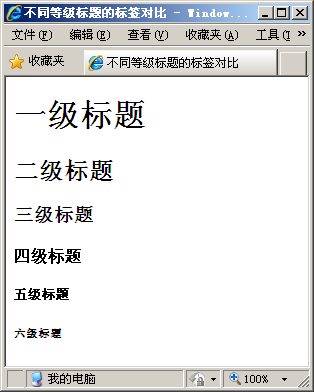 不同等级标题的标签对比 - Window...
文件(F) 编辑(E) 查看(V) 收藏夹(A) 工具(T »
收藏夹 不同等级标题的标签对比
一级标题
二级标题
三级标题
四级标题
五级标题
六级标题
我的电脑 100%